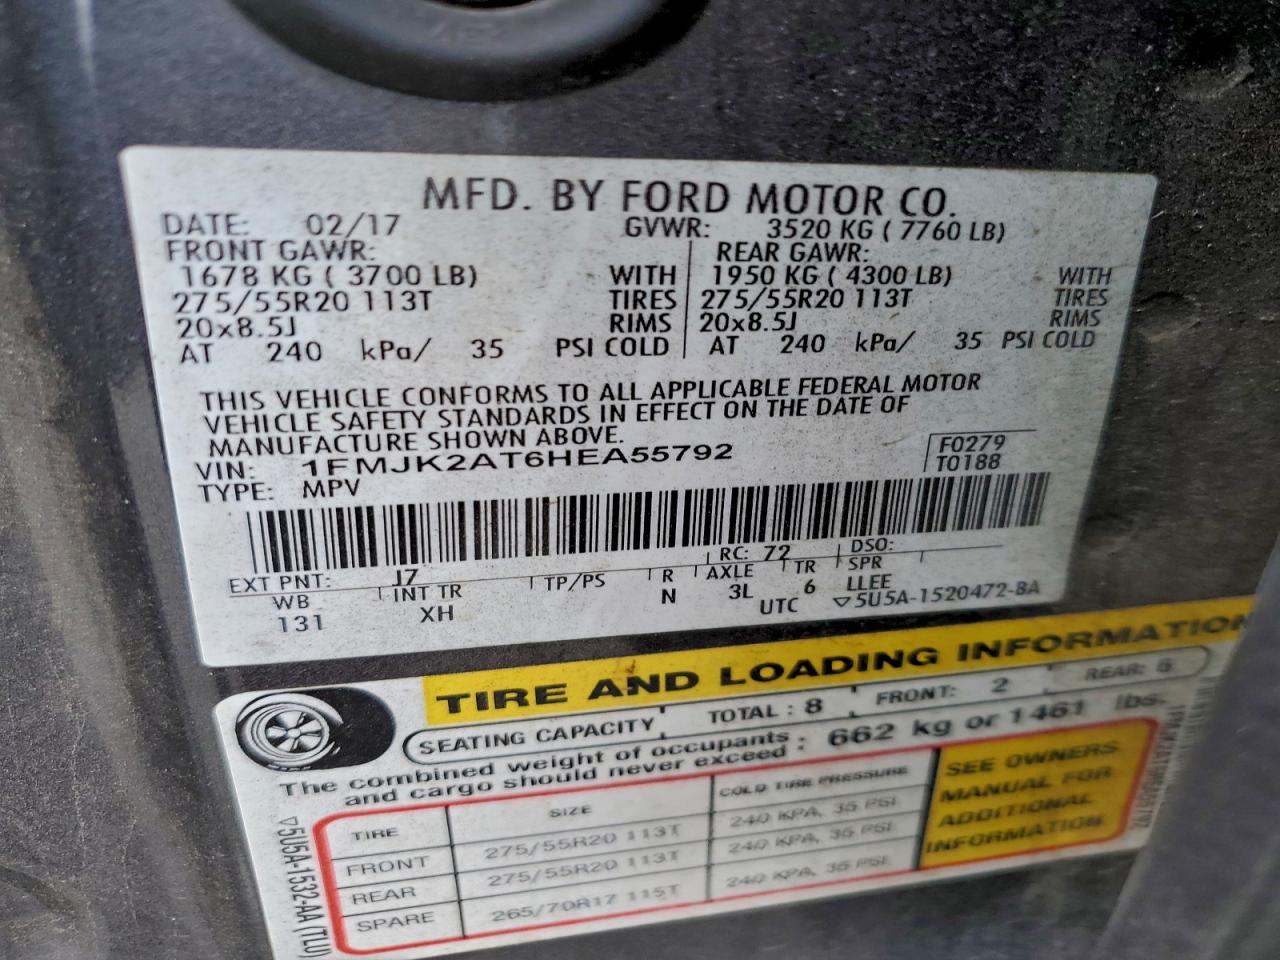 MFD. BY FORD MOTOR CO.
DATE: 02/17 GVWR: 3520 KG ( 7760 LB)
FRONT GAWR: REAR GAWR:
1678 KG ( 3700 LB) WITH 1950 KG ( 4300 LB) WITH
275/55R20 113T TIRES 275/55R20 113T TIRES
20x8.5J RIMS 20x8.5J RIMS
AT 240 kPa/ 35 PSI COLD AT 240 kPa/ 35 PSI COLD
THIS VEHICLE CONFORMS TO ALL APPLICABLE FEDERAL MOTOR
VEHICLE SAFETY STANDARDS IN EFFECT ON THE DATE OF
MANUFACTURE SHOWN ABOVE.
VIN: 1FMJK2AT6HEA55792 F0279
TYPE: MPV T0188
EXT PNT: J7 RC: 72 DSO:
WB INT TR TP/PS R AXLE TR SPR
131 XH N 3L 6 LLEE
UTC ▽5U5A-1520472-BA
TIRE AND LOADING INFORMATION
SEATING CAPACITY TOTAL : 8 FRONT: 2 REAR: 6
The combined weight of occupants : 662 kg or 1461 lbs.
and cargo should never exceed
TIRE SIZE COLD TIRE PRESSURE
FRONT 275/55R20 113T 240 KPA, 35 PSI
REAR 275/55R20 113T 240 KPA, 35 PSI
SPARE 265/70R17 115T 240 KPA, 35 PSI
SEE OWNERS
MANUAL FOR
ADDITIONAL
INFORMATION
▽5U5A-1532-AA (TLU)